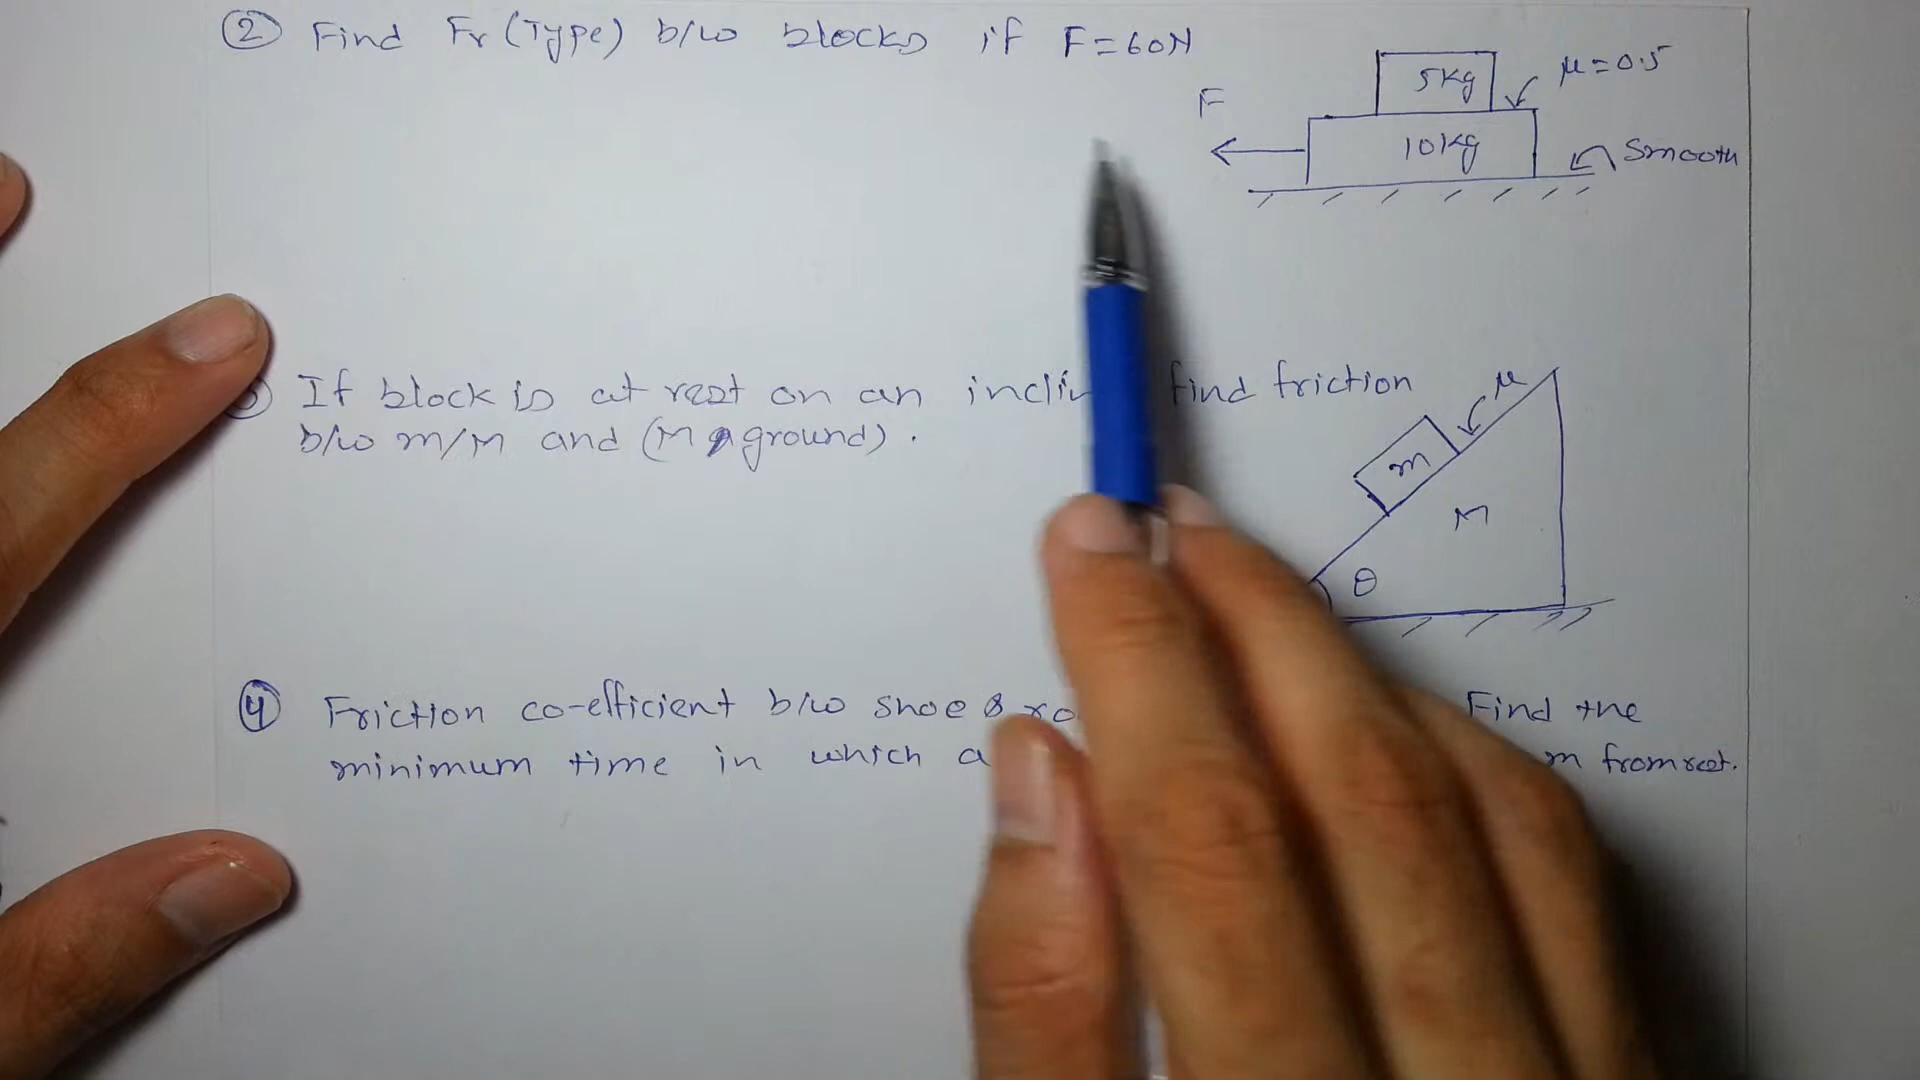 ② Find Fr (Type) b/w blocks if F=60N
5kg
μ=0.5
F
10kg
Smooth
If block is at rest on an find friction
b/w m/M and (M & ground).
μ
m
M
θ
④ Friction co-efficient b/w shoe & Find the
minimum time in which a m from rest.